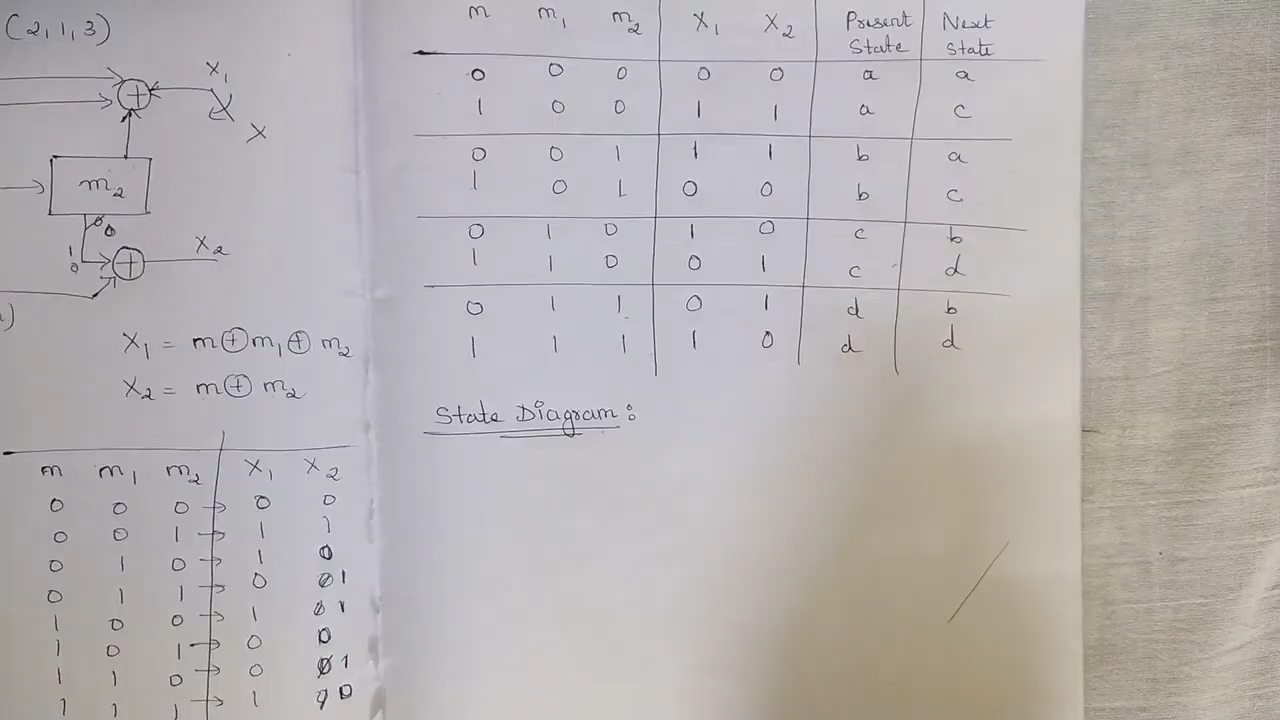 (2,1,3)
X₁
X
m₂
1
0
X₂
X₁ = m⊕m₁⊕m₂
X₂ = m⊕m₂
m m₁ m₂ X₁ X₂
0 0 0 → 0 0
0 0 1 → 1 1
0 1 0 → 1 0
0 1 1 → 0 1
1 0 0 → 1 1
1 0 1 → 0 0
1 1 0 → 0 1
1 1 1 → 1 0
m m₁ m₂ X₁ X₂ Present State Next State
0 0 0 0 0 a a
1 0 0 1 1 a c
0 0 1 1 1 b a
1 0 1 0 0 b c
0 1 0 1 0 c b
1 1 0 0 1 c d
0 1 1 0 1 d b
1 1 1 1 0 d d
State Diagram :